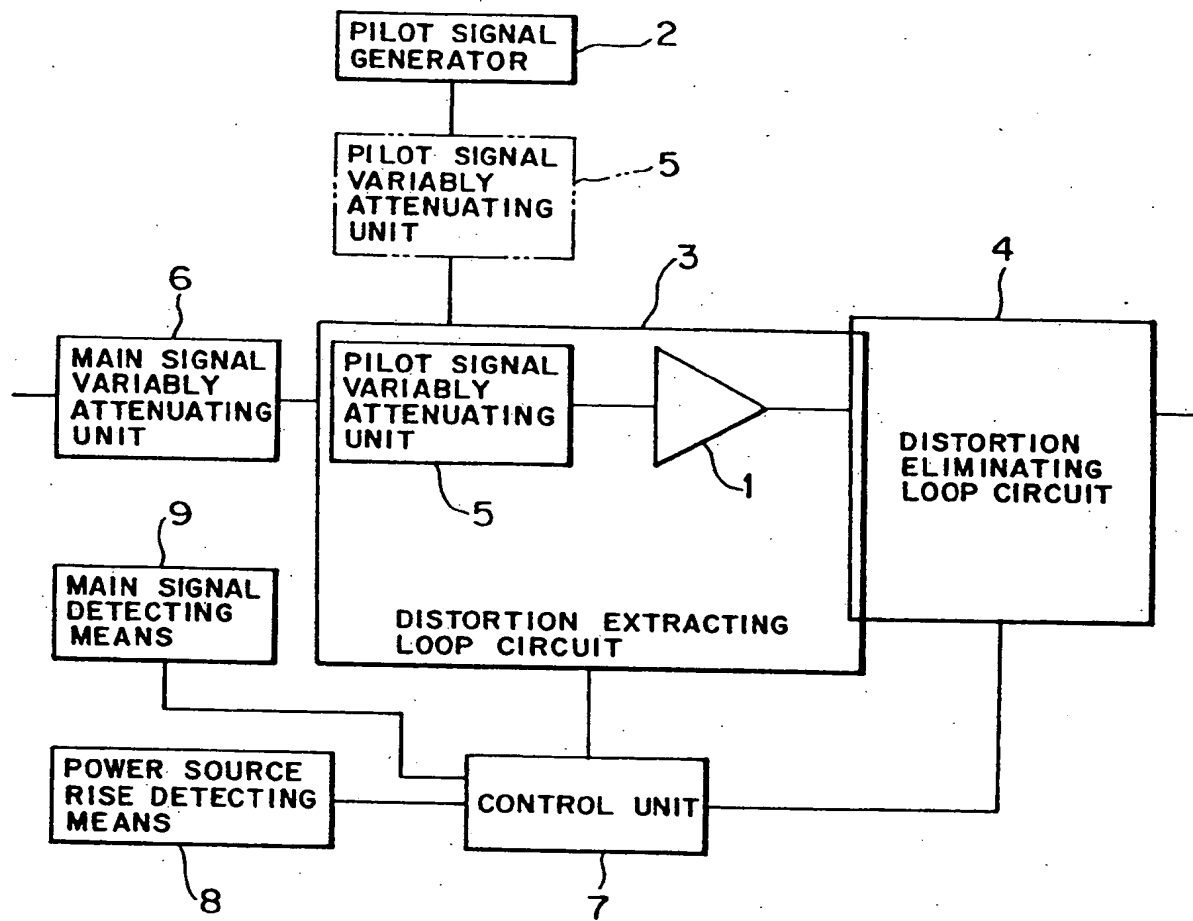 PILOT SIGNAL
GENERATOR
2
PILOT SIGNAL
VARIABLY
ATTENUATING
UNIT
5
6
3
4
MAIN SIGNAL
VARIABLY
ATTENUATING
UNIT
PILOT SIGNAL
VARIABLY
ATTENUATING
UNIT
5
1
DISTORTION
ELIMINATING
LOOP CIRCUIT
9
MAIN SIGNAL
DETECTING
MEANS
DISTORTION EXTRACTING
LOOP CIRCUIT
POWER SOURCE
RISE DETECTING
MEANS
8
CONTROL UNIT
7